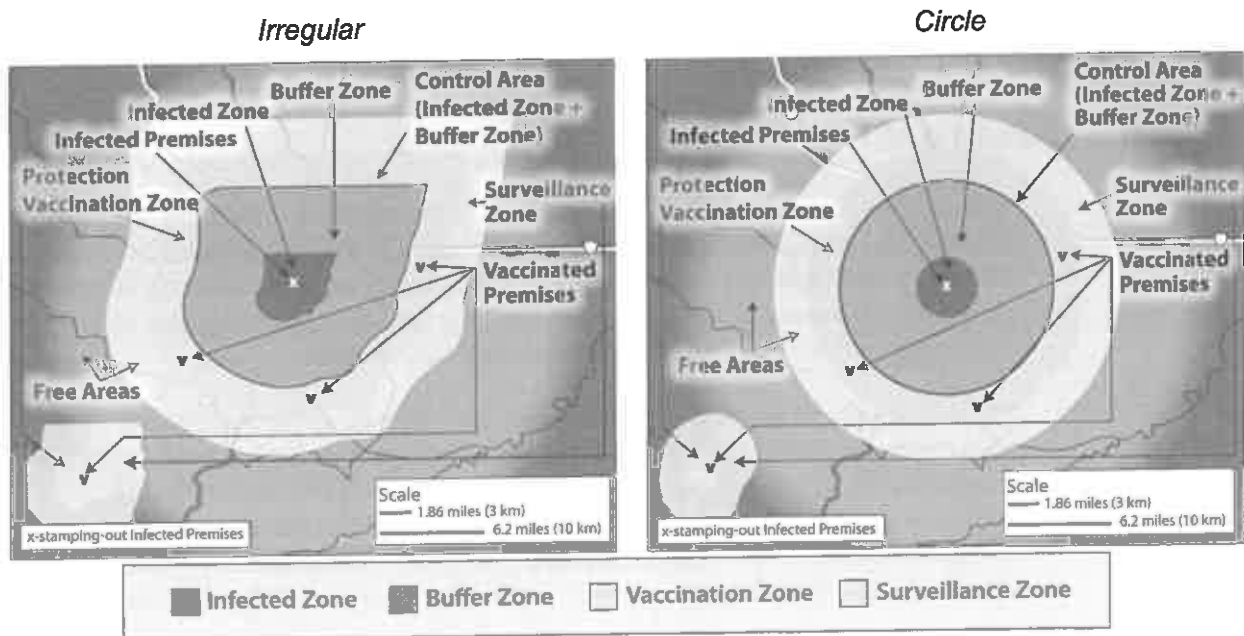 Irregular
Circle
Buffer Zone
Control Area
(Infected Zone +
Buffer Zone)
Infected Zone
Infected Premises
Protection
Vaccination Zone
Surveillance
Zone
v
Vaccinated
Premises
x
v
v
Free Areas
v
Scale
1.86 miles (3 km)
6.2 miles (10 km)
x-stamping-out Infected Premises
Control Area
(Infected Zone +
Buffer Zone)
Buffer Zone
Infected Zone
Infected Premises
Protection
Vaccination Zone
Surveillance
Zone
v
Vaccinated
Premises
x
v
v
Free Areas
v
Scale
1.86 miles (3 km)
6.2 miles (10 km)
x-stamping-out Infected Premises
Infected Zone
Buffer Zone
Vaccination Zone
Surveillance Zone